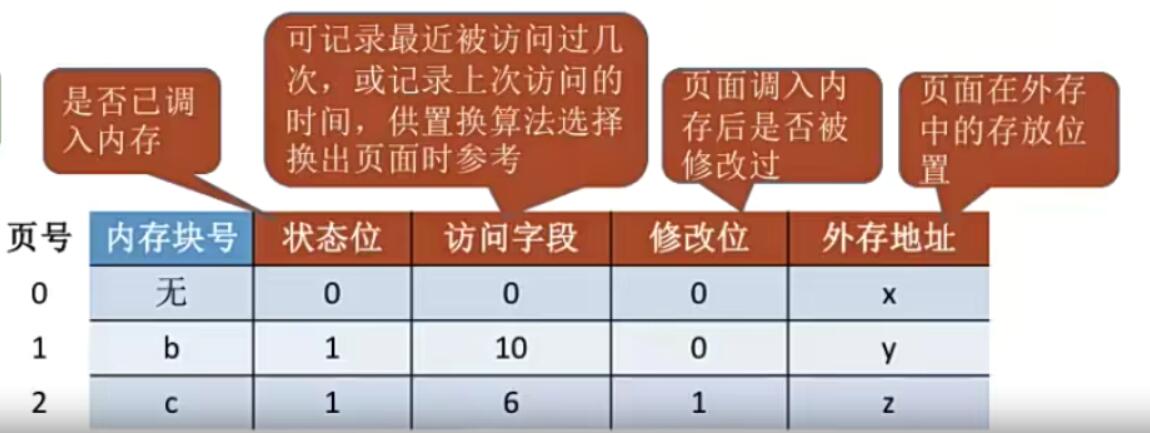 是否已调
入内存
可记录最近被访问过几
次，或记录上次访问的
时间，供置换算法选择
换出页面时参考
页面调入内
存后是否被
修改过
页面在外存
中的存放位
置
页号 内存块号 状态位 访问字段 修改位 外存地址
0 无 0 0 0 x
1 b 1 10 0 y
2 c 1 6 1 z